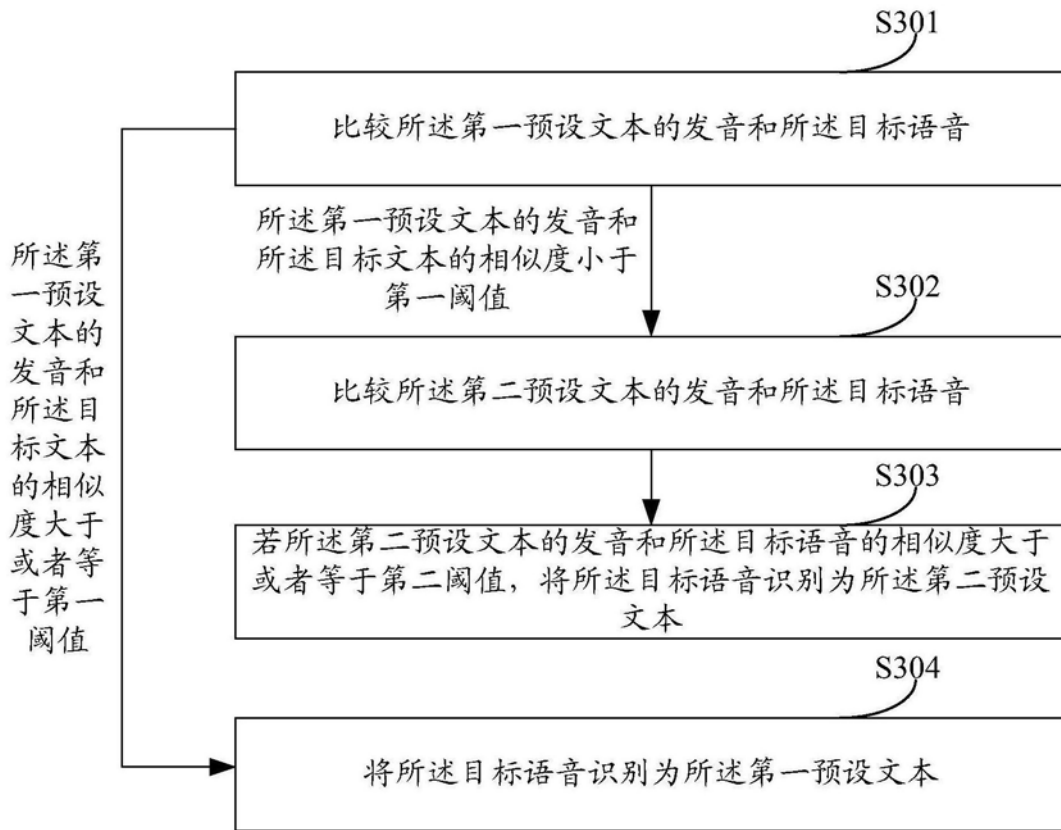 S301
比较所述第一预设文本的发音和所述目标语音
所述第一预设文本的发音和
所述目标文本的相似度小于
第一阈值
所述第
一预设
文本的
发音和
所述目
标文本
的相似
度大于
或者等
于第一
阈值
S302
比较所述第二预设文本的发音和所述目标语音
S303
若所述第二预设文本的发音和所述目标语音的相似度大于
或者等于第二阈值，将所述目标语音识别为所述第二预设
文本
S304
将所述目标语音识别为所述第一预设文本